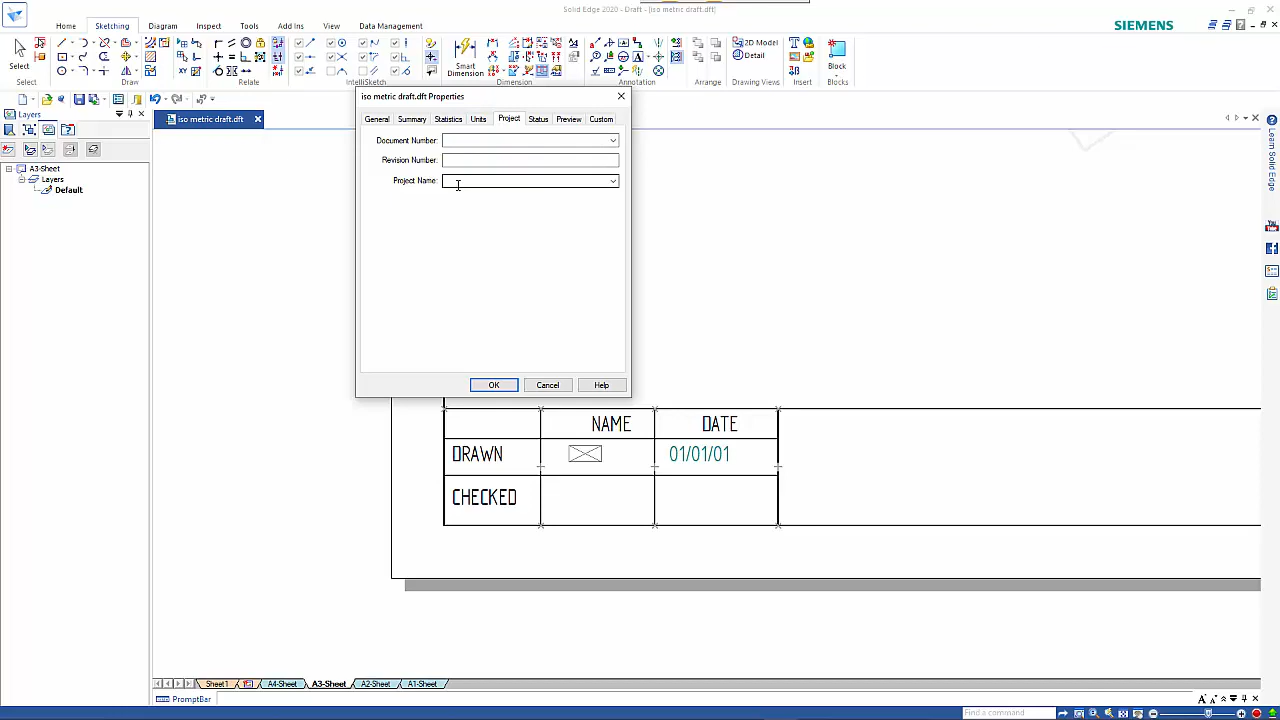 Solid Edge 2020 - Draft - [iso metric draft.dft]
Home Sketching Diagram Inspect Tools Add Ins View Data Management
SIEMENS
Select
Smart Dimension
2D Model
Detail
Block
Select Draw Relate IntelliSketch Dimension Annotation Arrange Drawing Views Insert Blocks
Layers
iso metric draft.dft
A3-Sheet
Layers
Default
iso metric draft.dft Properties
General Summary Statistics Units Project Status Preview Custom
Document Number:
Revision Number:
Project Name:
OK Cancel Help
Learn Solid Edge
You
NAME DATE
DRAWN 01/01/01
CHECKED
Sheet1 A4-Sheet A3-Sheet A2-Sheet A1-Sheet
PromptBar
Find a command